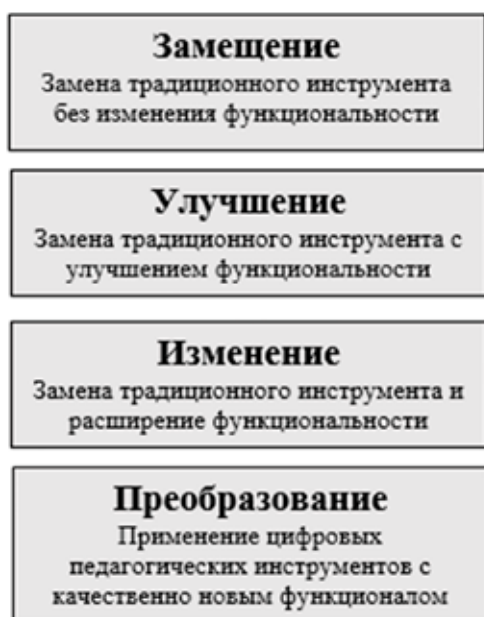 Замещение
Замена традиционного инструмента
без изменения функциональности
Улучшение
Замена традиционного инструмента с
улучшением функциональности
Изменение
Замена традиционного инструмента и
расширение функциональности
Преобразование
Применение цифровых
педагогических инструментов с
качественно новым функционалом